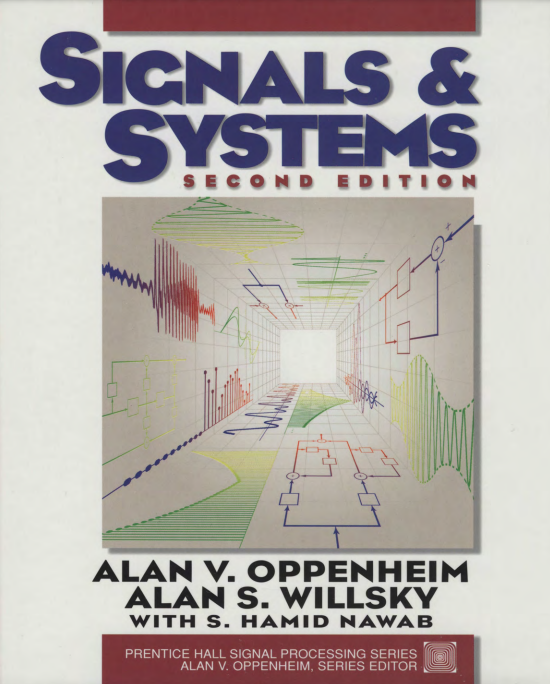 SIGNALS &
SYSTEMS
SECOND EDITION
ALAN V. OPPENHEIM
ALAN S. WILLSKY
WITH S. HAMID NAWAB
PRENTICE HALL SIGNAL PROCESSING SERIES
ALAN V. OPPENHEIM, SERIES EDITOR